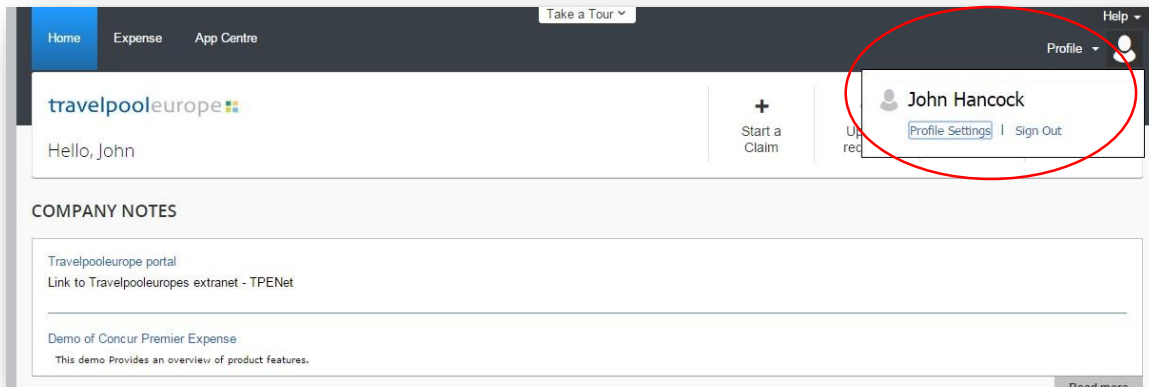 Take a Tour
Help
Home Expense App Centre
Profile
travelpooleurope
John Hancock
Profile Settings | Sign Out
Start a
Claim
Hello, John
COMPANY NOTES
Travelpooleurope portal
Link to Travelpooleuropes extranet - TPENet
Demo of Concur Premier Expense
This demo Provides an overview of product features.
Read more